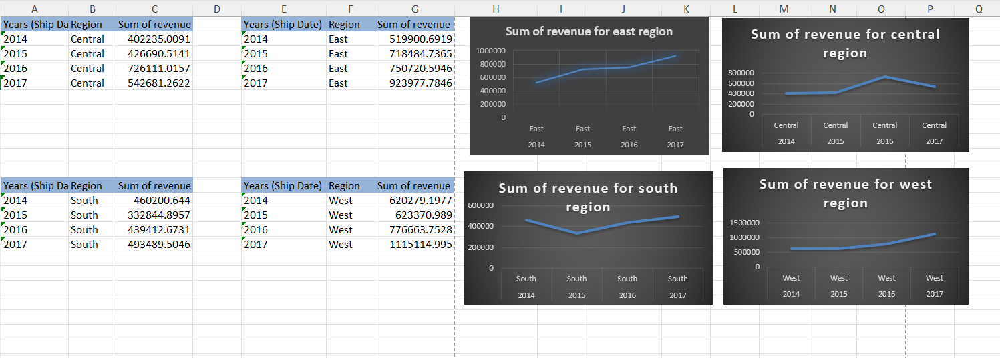 A B C D E F G H I J K L M N O P Q
Years (Ship Da Region Sum of revenue Years (Ship Date) Region Sum of revenue
2014 Central 402235.0091 2014 East 519900.6919
2015 Central 426690.5141 2015 East 718484.7365
2016 Central 726111.0157 2016 East 750720.5946
2017 Central 542681.2622 2017 East 923977.7846
Sum of revenue for east region
1000000
800000
600000
400000
200000
0
East East East East
2014 2015 2016 2017
Sum of revenue for central
region
800000
600000
400000
200000
0
Central Central Central Central
2014 2015 2016 2017
Years (Ship Da Region Sum of revenue Years (Ship Date) Region Sum of revenue
2014 South 460200.644 2014 West 620279.1977
2015 South 332844.8957 2015 West 623370.989
2016 South 439412.6731 2016 West 776663.7528
2017 South 493489.5046 2017 West 1115114.995
Sum of revenue for south
region
600000
400000
200000
0
South South South South
2014 2015 2016 2017
Sum of revenue for west
region
1500000
1000000
500000
0
West West West West
2014 2015 2016 2017